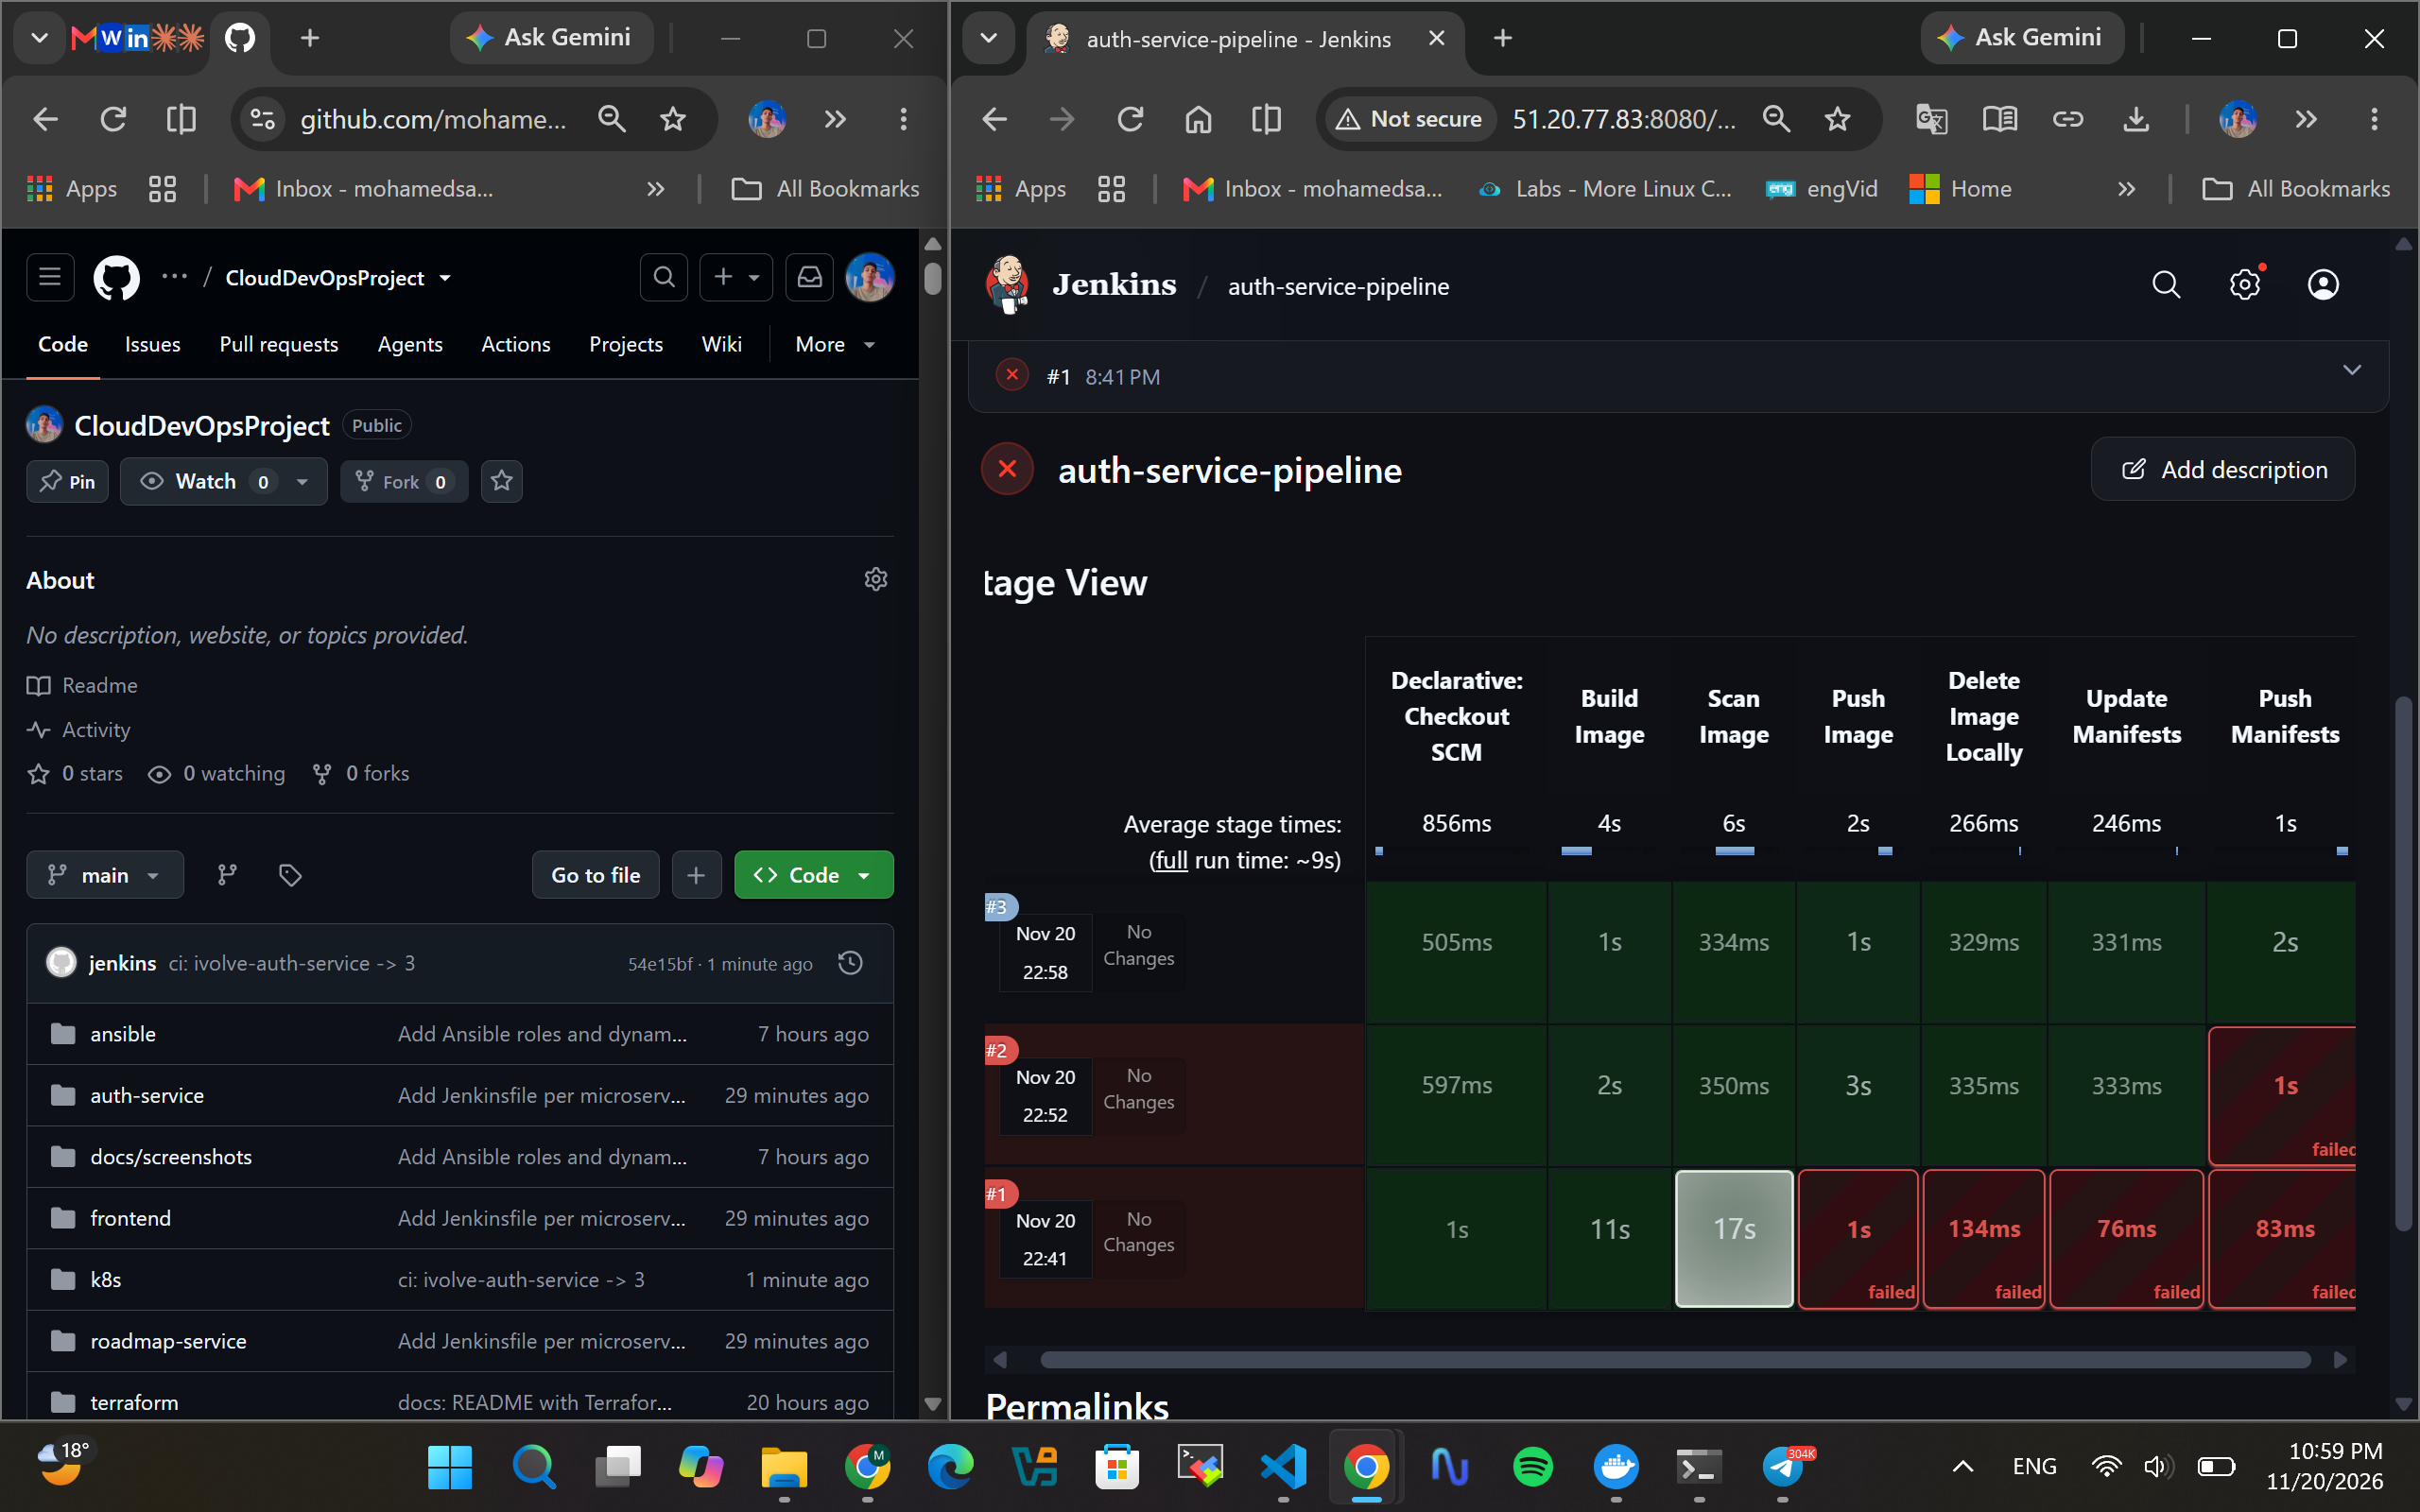 Ask Gemini
github.com/mohame...
Apps
Inbox - mohamedsa...
All Bookmarks
/ CloudDevOpsProject
Code Issues Pull requests Agents Actions Projects Wiki More
CloudDevOpsProject Public
Pin Watch 0 Fork 0
About
No description, website, or topics provided.
Readme
Activity
0 stars 0 watching 0 forks
main Go to file Code
jenkins ci: ivolve-auth-service -> 3 54e15bf · 1 minute ago
ansible Add Ansible roles and dynam... 7 hours ago
auth-service Add Jenkinsfile per microserv... 29 minutes ago
docs/screenshots Add Ansible roles and dynam... 7 hours ago
frontend Add Jenkinsfile per microserv... 29 minutes ago
k8s ci: ivolve-auth-service -> 3 1 minute ago
roadmap-service Add Jenkinsfile per microserv... 29 minutes ago
terraform docs: README with Terrafor... 20 hours ago
auth-service-pipeline - Jenkins
Ask Gemini
Not secure 51.20.77.83:8080/...
Apps
Inbox - mohamedsa...
Labs - More Linux C...
eng engVid
Home
All Bookmarks
Jenkins / auth-service-pipeline
#1 8:41 PM
auth-service-pipeline
Add description
tage View
Declarative: Checkout SCM
Build Image
Scan Image
Push Image
Delete Image Locally
Update Manifests
Push Manifests
Average stage times:
(full run time: ~9s)
856ms 4s 6s 2s 266ms 246ms 1s
#3
Nov 20
22:58
No Changes
505ms 1s 334ms 1s 329ms 331ms 2s
#2
Nov 20
22:52
No Changes
597ms 2s 350ms 3s 335ms 333ms 1s
failed
#1
Nov 20
22:41
No Changes
1s 11s 17s 1s 134ms 76ms 83ms
failed failed failed failed
Permalinks
18°
304K
ENG
10:59 PM
11/20/2026